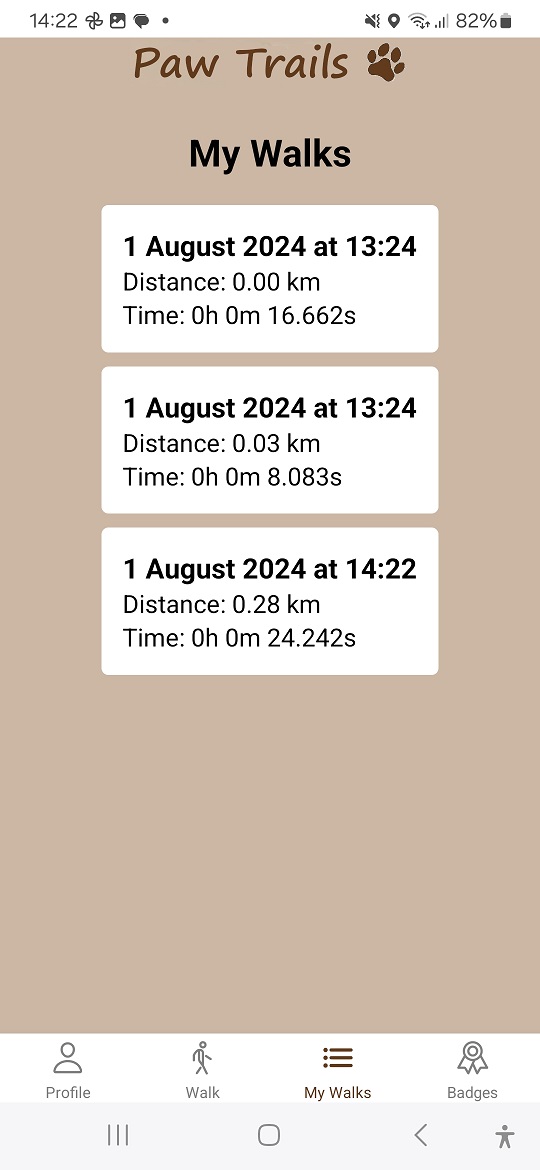 14:22 82%
Paw Trails
My Walks
1 August 2024 at 13:24
Distance: 0.00 km
Time: 0h 0m 16.662s
1 August 2024 at 13:24
Distance: 0.03 km
Time: 0h 0m 8.083s
1 August 2024 at 14:22
Distance: 0.28 km
Time: 0h 0m 24.242s
Profile Walk My Walks Badges